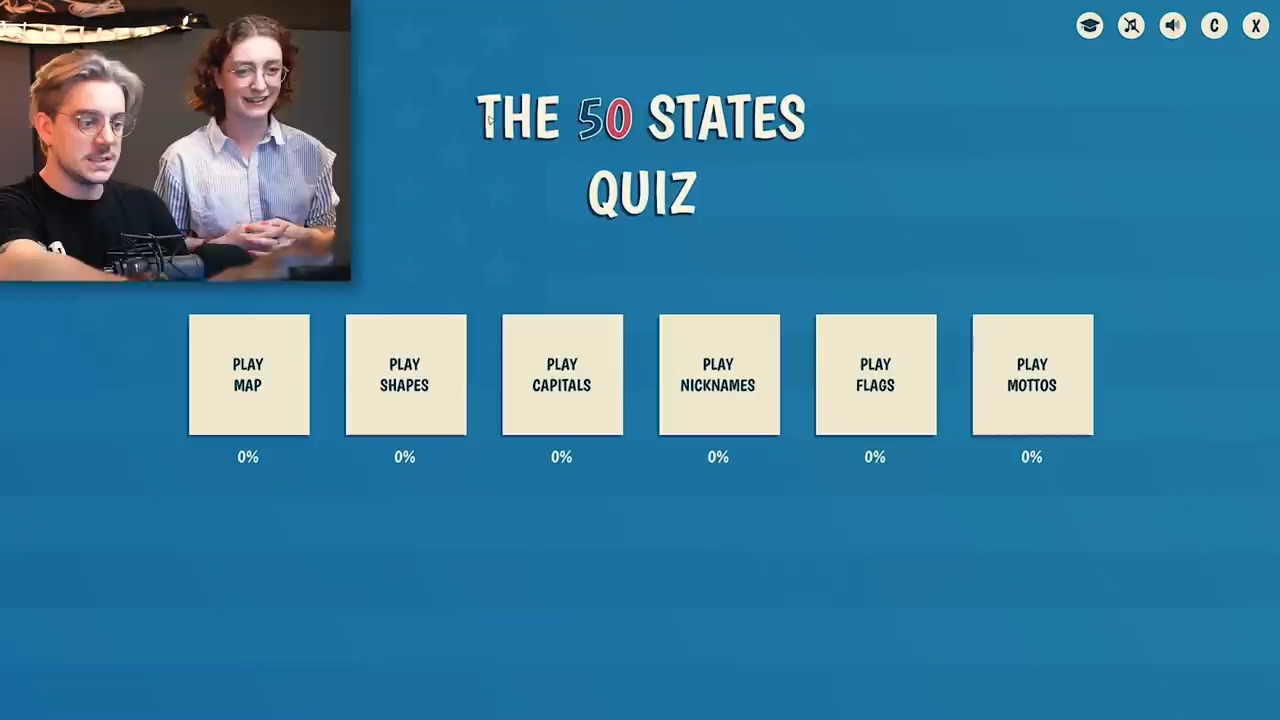 THE 50 STATES
QUIZ
PLAY
MAP
PLAY
SHAPES
PLAY
CAPITALS
PLAY
NICKNAMES
PLAY
FLAGS
PLAY
MOTTOS
0%
0%
0%
0%
0%
0%
C
X